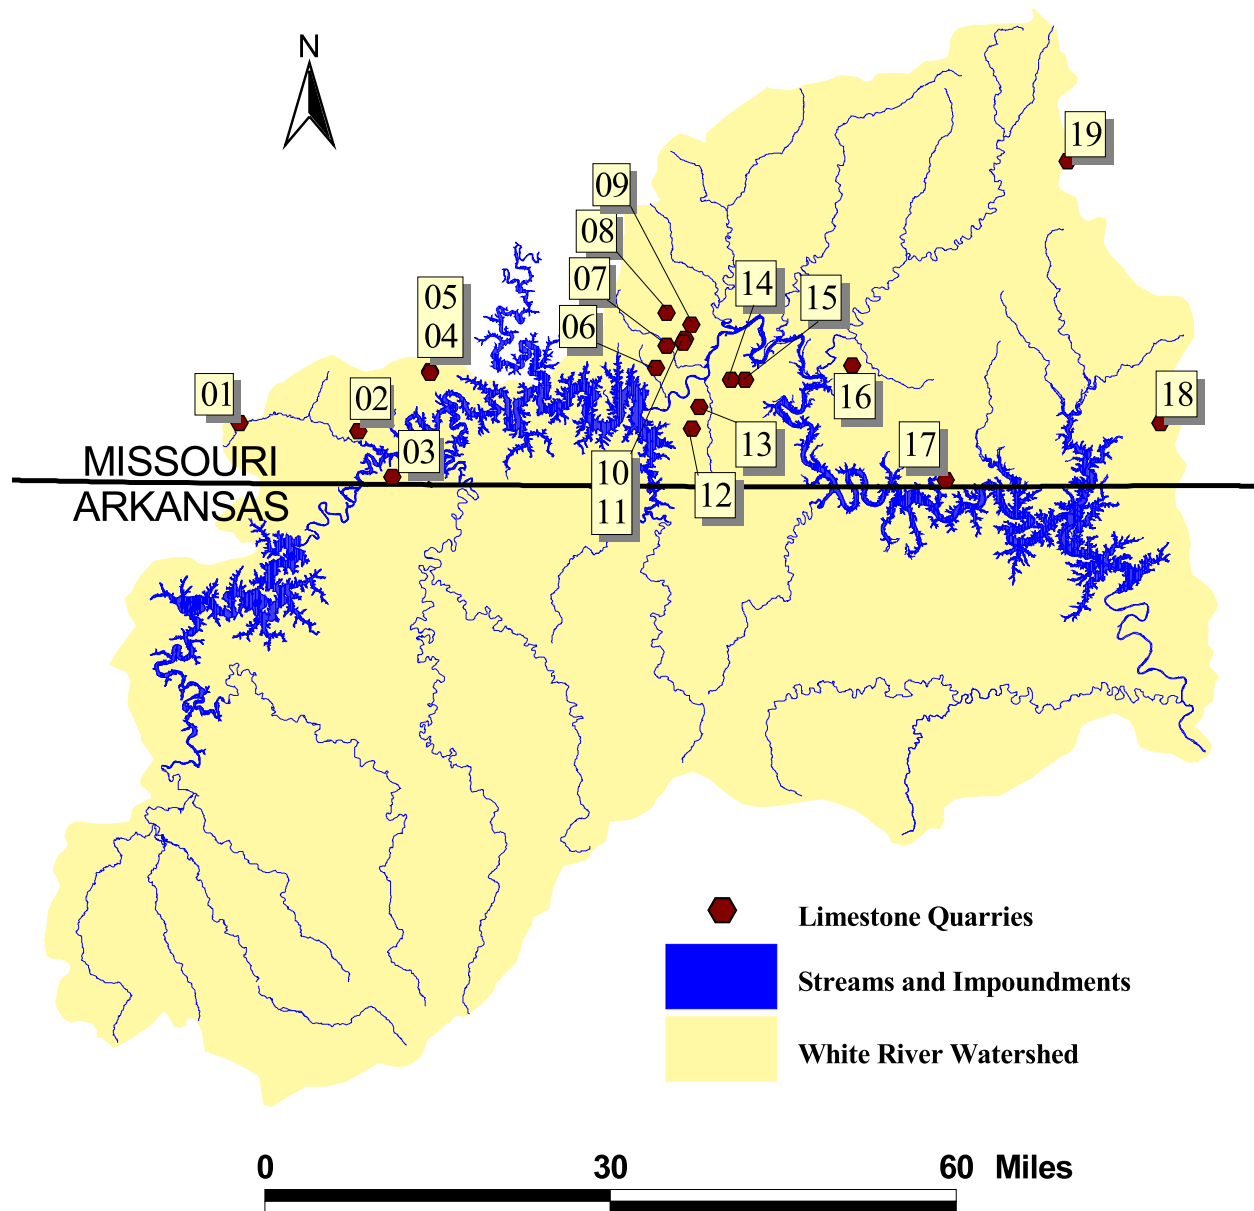 N
19
09
08
07
14
15
05
04
06
01
02
16
18
03
13
17
MISSOURI
10
11
12
ARKANSAS
Limestone Quarries
Streams and Impoundments
White River Watershed
0 30 60 Miles